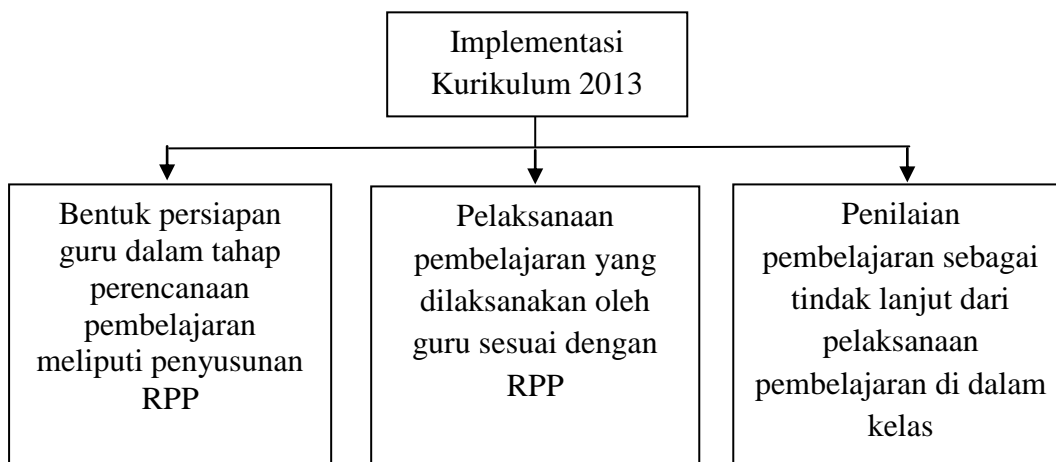 Implementasi
Kurikulum 2013
Bentuk persiapan
guru dalam tahap
perencanaan
pembelajaran
meliputi penyusunan
RPP
Pelaksanaan
pembelajaran yang
dilaksanakan oleh
guru sesuai dengan
RPP
Penilaian
pembelajaran sebagai
tindak lanjut dari
pelaksanaan
pembelajaran di dalam
kelas